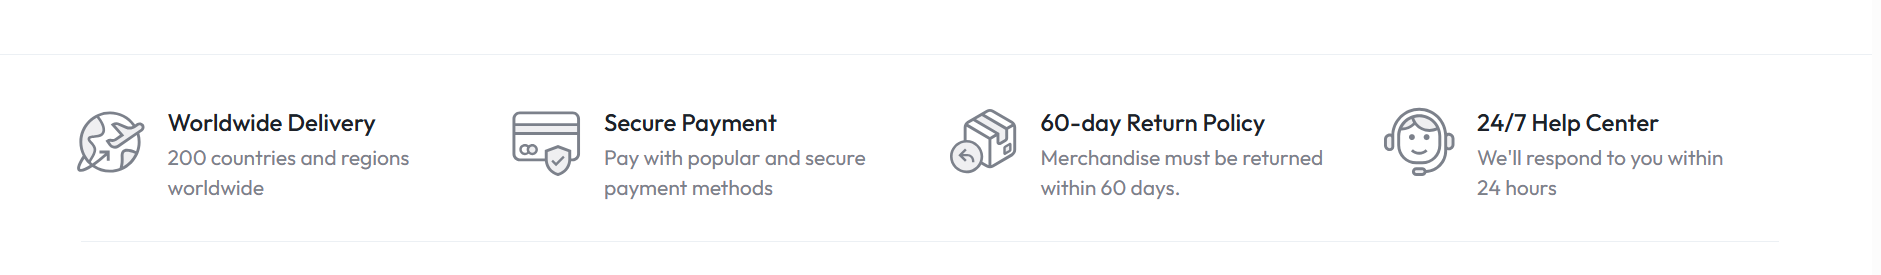 Worldwide Delivery
200 countries and regions
worldwide
Secure Payment
Pay with popular and secure
payment methods
60-day Return Policy
Merchandise must be returned
within 60 days.
24/7 Help Center
We'll respond to you within
24 hours